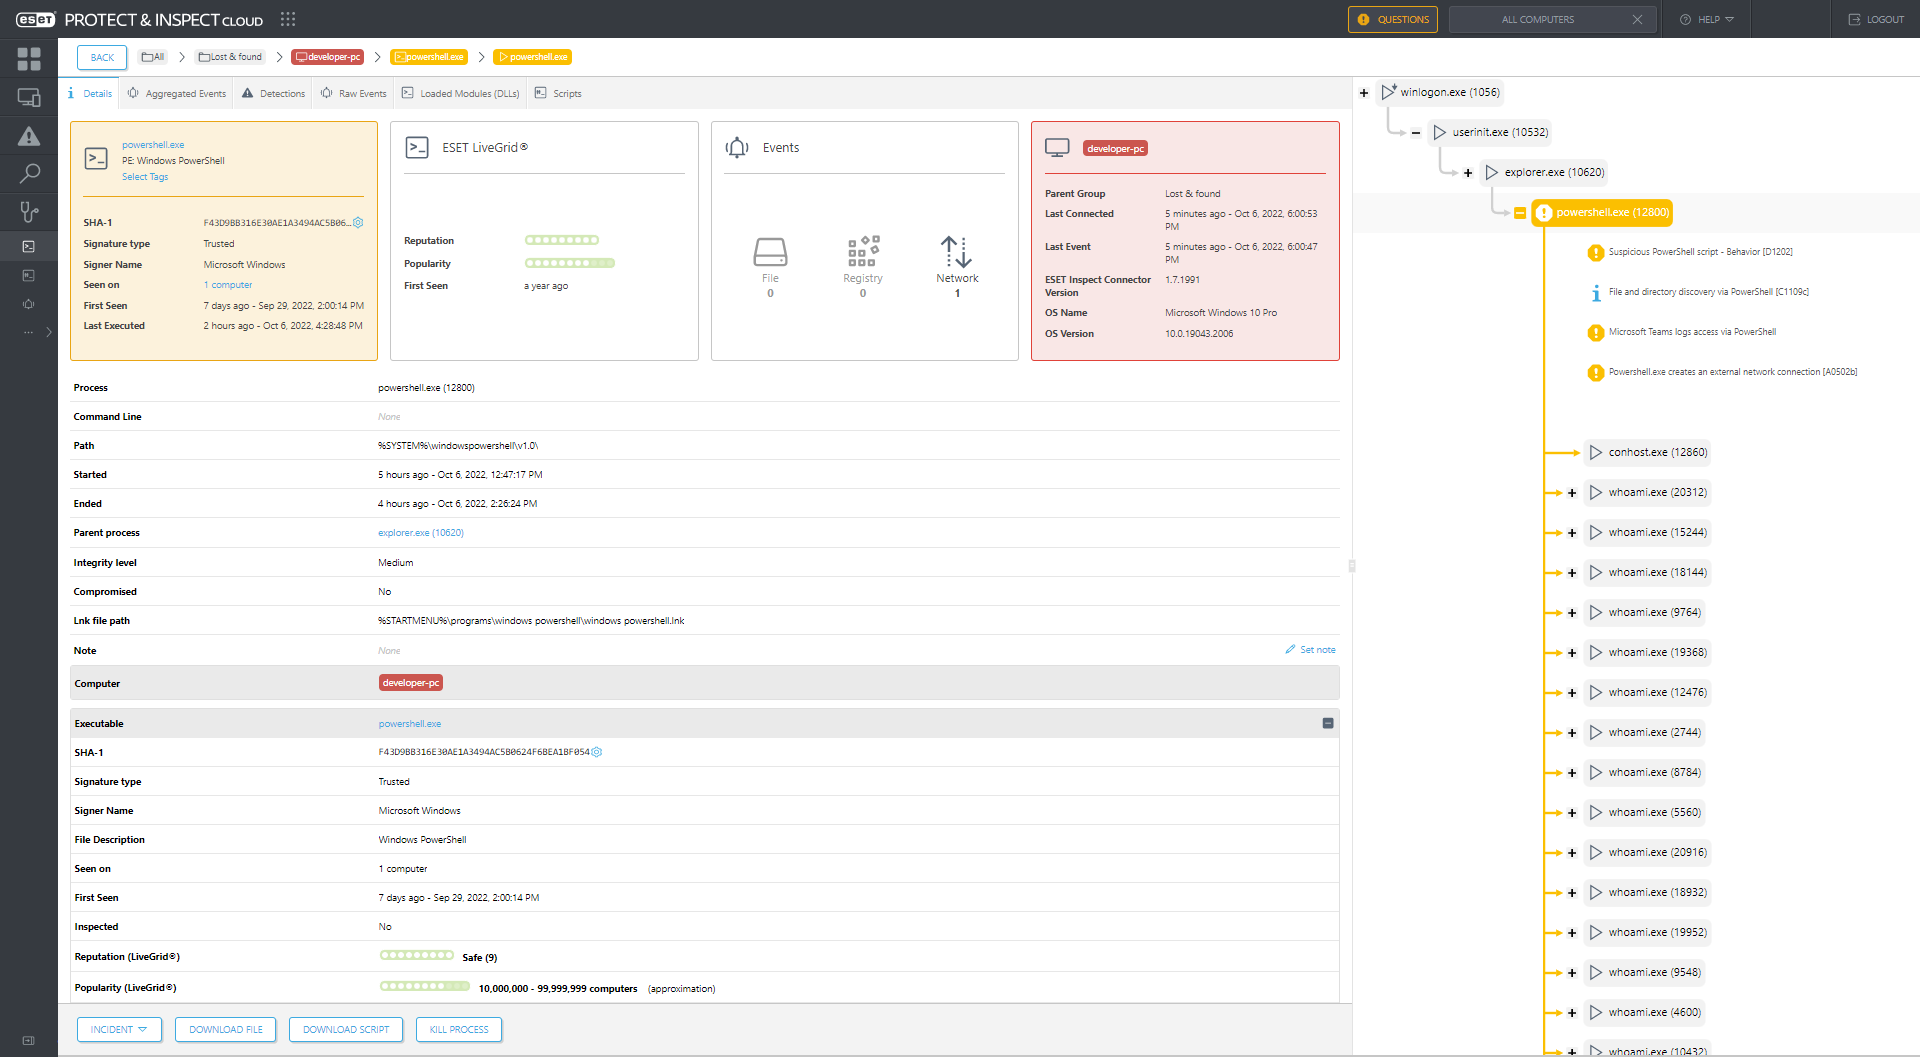 eset PROTECT & INSPECT CLOUD
QUESTIONS
ALL COMPUTERS
HELP
LOGOUT
BACK
All
Lost & found
developer-pc
powershell.exe
powershell.exe
Details
Aggregated Events
Detections
Raw Events
Loaded Modules (DLLs)
Scripts
powershell.exe
PE: Windows PowerShell
Select Tags
SHA-1 F43D9BB316E30AE1A3494AC5B06...
Signature type Trusted
Signer Name Microsoft Windows
Seen on 1 computer
First Seen 7 days ago - Sep 29, 2022, 2:00:14 PM
Last Executed 2 hours ago - Oct 6, 2022, 4:28:48 PM
ESET LiveGrid®
Reputation
Popularity
First Seen a year ago
Events
File
0
Registry
0
Network
1
developer-pc
Parent Group Lost & found
Last Connected 5 minutes ago - Oct 6, 2022, 6:00:53
PM
Last Event 5 minutes ago - Oct 6, 2022, 6:00:47
PM
ESET Inspect Connector 1.7.1991
Version
OS Name Microsoft Windows 10 Pro
OS Version 10.0.19043.2006
Process powershell.exe (12800)
Command Line None
Path %SYSTEM%\windowspowershell\v1.0\
Started 5 hours ago - Oct 6, 2022, 12:47:17 PM
Ended 4 hours ago - Oct 6, 2022, 2:26:24 PM
Parent process explorer.exe (10620)
Integrity level Medium
Compromised No
Lnk file path %STARTMENU%\programs\windows powershell\windows powershell.lnk
Note None Set note
Computer developer-pc
Executable powershell.exe
SHA-1 F43D9BB316E30AE1A3494AC5B0624F6BEA1BF054
Signature type Trusted
Signer Name Microsoft Windows
File Description Windows PowerShell
Seen on 1 computer
First Seen 7 days ago - Sep 29, 2022, 2:00:14 PM
Inspected No
Reputation (LiveGrid®) Safe (9)
Popularity (LiveGrid®) 10,000,000 - 99,999,999 computers (approximation)
INCIDENT
DOWNLOAD FILE
DOWNLOAD SCRIPT
KILL PROCESS
winlogon.exe (1056)
userinit.exe (10532)
explorer.exe (10620)
powershell.exe (12800)
Suspicious PowerShell script - Behavior [D1202]
File and directory discovery via PowerShell [C1109c]
Microsoft Teams logs access via PowerShell
Powershell.exe creates an external network connection [A0502b]
conhost.exe (12860)
whoami.exe (20312)
whoami.exe (15244)
whoami.exe (18144)
whoami.exe (9764)
whoami.exe (19368)
whoami.exe (12476)
whoami.exe (2744)
whoami.exe (8784)
whoami.exe (5560)
whoami.exe (20916)
whoami.exe (18932)
whoami.exe (19952)
whoami.exe (9548)
whoami.exe (4600)
whoami.exe (10432)